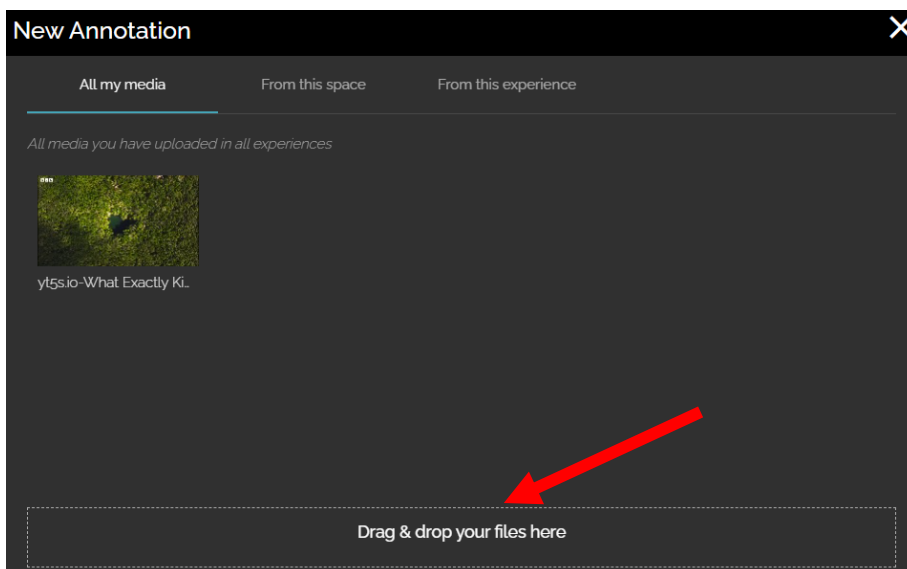 New Annotation
All my media
From this space
From this experience
All media you have uploaded in all experiences
yt5s.io-What Exactly Ki...
Drag & drop your files here